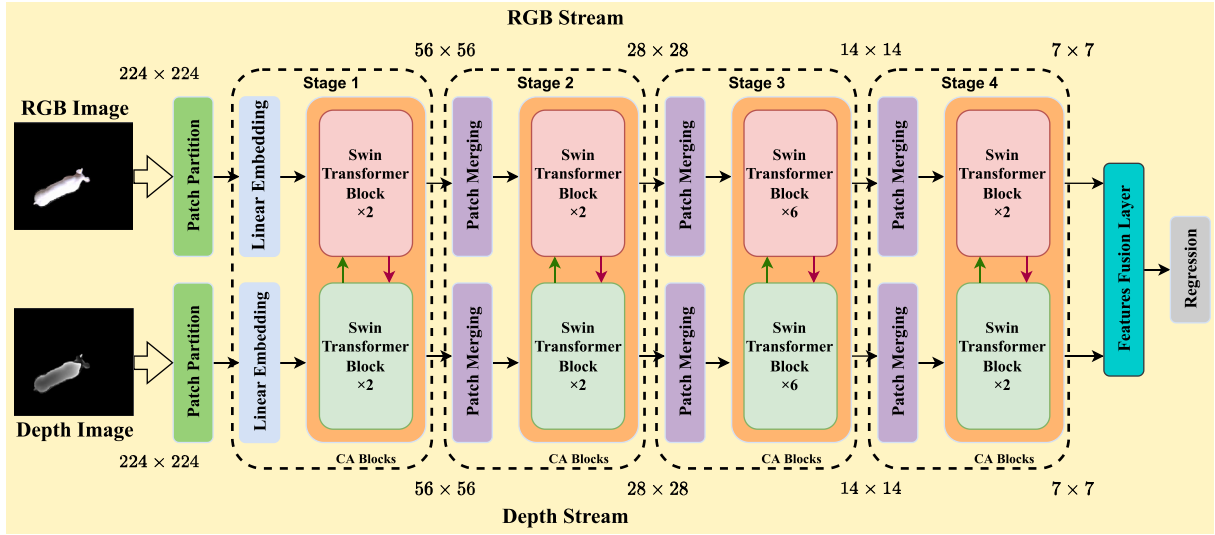 RGB Stream
224 × 224
56 × 56
28 × 28
14 × 14
7 × 7
Stage 1
Stage 2
Stage 3
Stage 4
RGB Image
Patch Partition
Linear Embedding
Swin
Transformer
Block
×2
Patch Merging
Swin
Transformer
Block
×2
Patch Merging
Swin
Transformer
Block
×6
Patch Merging
Swin
Transformer
Block
×2
Features Fusion Layer
Regression
Patch Partition
Linear Embedding
Swin
Transformer
Block
×2
Patch Merging
Swin
Transformer
Block
×2
Patch Merging
Swin
Transformer
Block
×6
Patch Merging
Swin
Transformer
Block
×2
Depth Image
CA Blocks
CA Blocks
CA Blocks
CA Blocks
224 × 224
56 × 56
28 × 28
14 × 14
7 × 7
Depth Stream